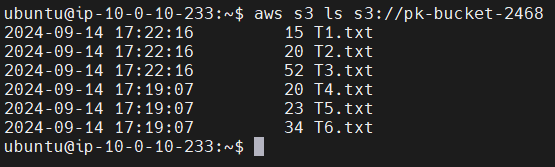 ubuntu@ip-10-0-10-233:~$ aws s3 ls s3://pk-bucket-2468
2024-09-14 17:22:16         15 T1.txt
2024-09-14 17:22:16         20 T2.txt
2024-09-14 17:22:16         52 T3.txt
2024-09-14 17:19:07         20 T4.txt
2024-09-14 17:19:07         23 T5.txt
2024-09-14 17:19:07         34 T6.txt
ubuntu@ip-10-0-10-233:~$